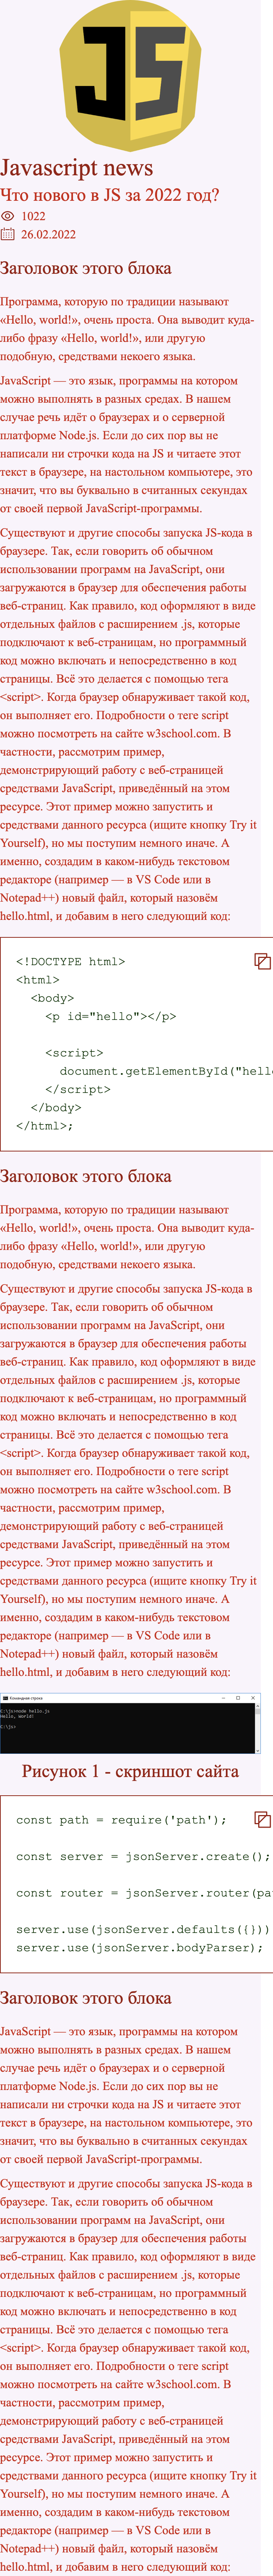 JS
Javascript news
Что нового в JS за 2022 год?
1022
26.02.2022
Заголовок этого блока
Программа, которую по традиции называют
«Hello, world!», очень проста. Она выводит куда-
либо фразу «Hello, world!», или другую
подобную, средствами некоего языка.
JavaScript — это язык, программы на котором
можно выполнять в разных средах. В нашем
случае речь идёт о браузерах и о серверной
платформе Node.js. Если до сих пор вы не
написали ни строчки кода на JS и читаете этот
текст в браузере, на настольном компьютере, это
значит, что вы буквально в считанных секундах
от своей первой JavaScript-программы.
Существуют и другие способы запуска JS-кода в
браузере. Так, если говорить об обычном
использовании программ на JavaScript, они
загружаются в браузер для обеспечения работы
веб-страниц. Как правило, код оформляют в виде
отдельных файлов с расширением .js, которые
подключают к веб-страницам, но программный
код можно включать и непосредственно в код
страницы. Всё это делается с помощью тега
<script>. Когда браузер обнаруживает такой код,
он выполняет его. Подробности о теге script
можно посмотреть на сайте w3school.com. В
частности, рассмотрим пример,
демонстрирующий работу с веб-страницей
средствами JavaScript, приведённый на этом
ресурсе. Этот пример можно запустить и
средствами данного ресурса (ищите кнопку Try it
Yourself), но мы поступим немного иначе. А
именно, создадим в каком-нибудь текстовом
редакторе (например — в VS Code или в
Notepad++) новый файл, который назовём
hello.html, и добавим в него следующий код:
<!DOCTYPE html>
<html>
<body>
<p id="hello"></p>
<script>
document.getElementById("hell
</script>
</body>
</html>;
Заголовок этого блока
Программа, которую по традиции называют
«Hello, world!», очень проста. Она выводит куда-
либо фразу «Hello, world!», или другую
подобную, средствами некоего языка.
Существуют и другие способы запуска JS-кода в
браузере. Так, если говорить об обычном
использовании программ на JavaScript, они
загружаются в браузер для обеспечения работы
веб-страниц. Как правило, код оформляют в виде
отдельных файлов с расширением .js, которые
подключают к веб-страницам, но программный
код можно включать и непосредственно в код
страницы. Всё это делается с помощью тега
<script>. Когда браузер обнаруживает такой код,
он выполняет его. Подробности о теге script
можно посмотреть на сайте w3school.com. В
частности, рассмотрим пример,
демонстрирующий работу с веб-страницей
средствами JavaScript, приведённый на этом
ресурсе. Этот пример можно запустить и
средствами данного ресурса (ищите кнопку Try it
Yourself), но мы поступим немного иначе. А
именно, создадим в каком-нибудь текстовом
редакторе (например — в VS Code или в
Notepad++) новый файл, который назовём
hello.html, и добавим в него следующий код:
Командная строка
C:\js>node hello.js
Hello, World!
C:\js>
Рисунок 1 - скриншот сайта
const path = require('path');
const server = jsonServer.create();
const router = jsonServer.router(pa
server.use(jsonServer.defaults({}))
server.use(jsonServer.bodyParser);
Заголовок этого блока
JavaScript — это язык, программы на котором
можно выполнять в разных средах. В нашем
случае речь идёт о браузерах и о серверной
платформе Node.js. Если до сих пор вы не
написали ни строчки кода на JS и читаете этот
текст в браузере, на настольном компьютере, это
значит, что вы буквально в считанных секундах
от своей первой JavaScript-программы.
Существуют и другие способы запуска JS-кода в
браузере. Так, если говорить об обычном
использовании программ на JavaScript, они
загружаются в браузер для обеспечения работы
веб-страниц. Как правило, код оформляют в виде
отдельных файлов с расширением .js, которые
подключают к веб-страницам, но программный
код можно включать и непосредственно в код
страницы. Всё это делается с помощью тега
<script>. Когда браузер обнаруживает такой код,
он выполняет его. Подробности о теге script
можно посмотреть на сайте w3school.com. В
частности, рассмотрим пример,
демонстрирующий работу с веб-страницей
средствами JavaScript, приведённый на этом
ресурсе. Этот пример можно запустить и
средствами данного ресурса (ищите кнопку Try it
Yourself), но мы поступим немного иначе. А
именно, создадим в каком-нибудь текстовом
редакторе (например — в VS Code или в
Notepad++) новый файл, который назовём
hello.html, и добавим в него следующий код: